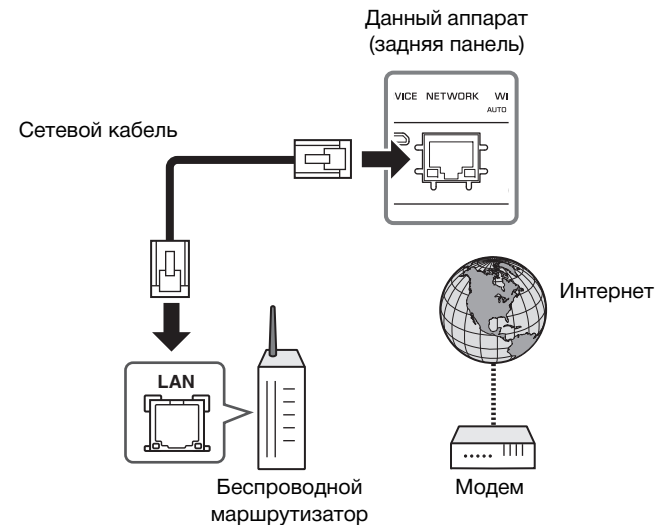 Данный аппарат
(задняя панель)
VICE NETWORK WI
AUTO
Сетевой кабель
Интернет
LAN
Беспроводной
маршрутизатор
Модем